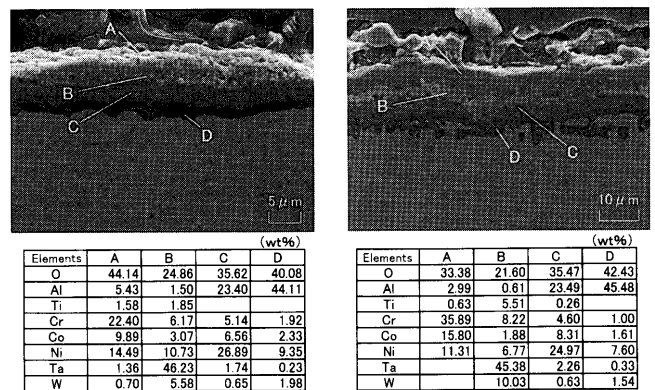 A
B
C
D
5 μm
B
D
C
10 μm
(wt%)
Elements A B C D
O 44.14 24.86 35.62 40.08
Al 5.43 1.50 23.40 44.11
Ti 1.58 1.85
Cr 22.40 6.17 5.14 1.92
Co 9.89 3.07 6.56 2.33
Ni 14.49 10.73 26.89 9.35
Ta 1.36 46.23 1.74 0.23
W 0.70 5.58 0.65 1.98
(wt%)
Elements A B C D
O 33.38 21.60 35.47 42.43
Al 2.99 0.61 23.49 45.48
Ti 0.63 5.51 0.26
Cr 35.89 8.22 4.60 1.00
Co 15.80 1.88 8.31 1.61
Ni 11.31 6.77 24.97 7.60
Ta 45.38 2.26 0.33
W 10.03 0.63 1.54